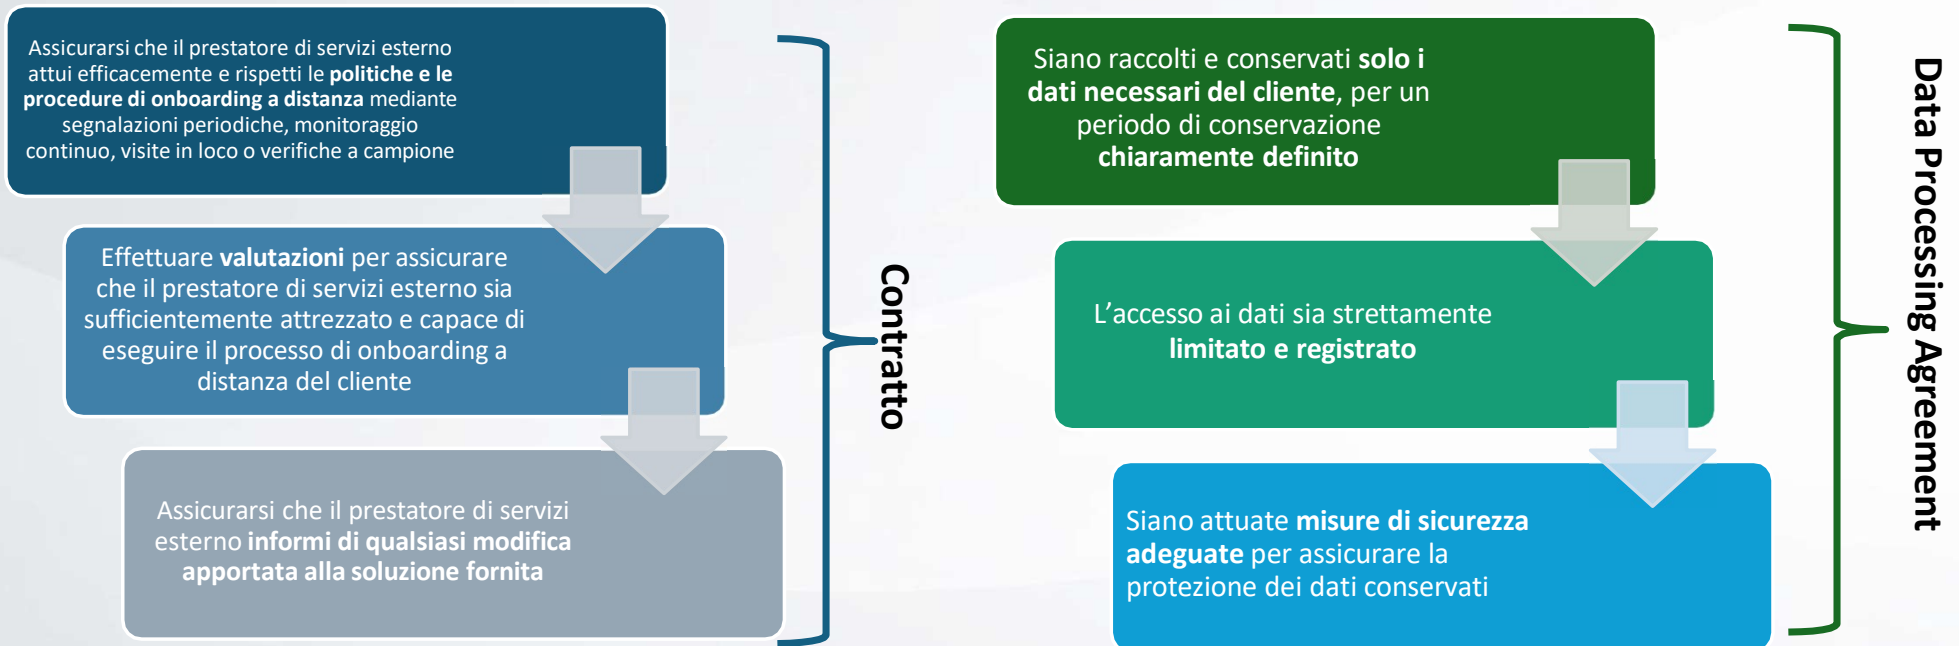 Assicurarsi che il prestatore di servizi esterno
attui efficacemente e rispetti le politiche e le
procedure di onboarding a distanza mediante
segnalazioni periodiche, monitoraggio
continuo, visite in loco o verifiche a campione
Effettuare valutazioni per assicurare
che il prestatore di servizi esterno sia
sufficientemente attrezzato e capace di
eseguire il processo di onboarding a
distanza del cliente
Assicurarsi che il prestatore di servizi
esterno informi di qualsiasi modifica
apportata alla soluzione fornita
Contratto
Siano raccolti e conservati solo i
dati necessari del cliente, per un
periodo di conservazione
chiaramente definito
L’accesso ai dati sia strettamente
limitato e registrato
Siano attuate misure di sicurezza
adeguate per assicurare la
protezione dei dati conservati
Data Processing Agreement